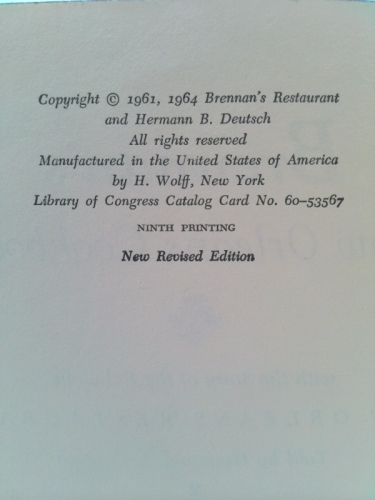 Copyright © 1961, 1964 Brennan's Restaurant
and Hermann B. Deutsch
All rights reserved
Manufactured in the United States of America
by H. Wolff, New York
Library of Congress Catalog Card No. 60–53567
NINTH PRINTING
New Revised Edition